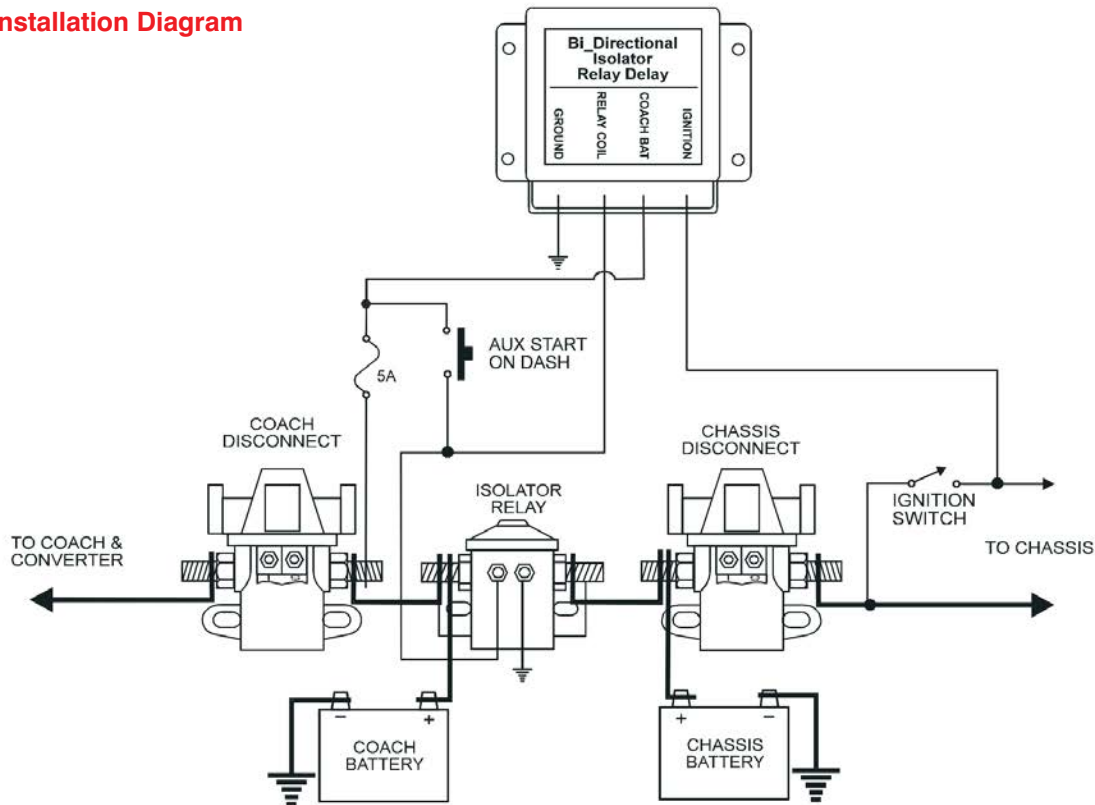 nstallation Diagram
Bi_Directional
Isolator
Relay Delay
GROUND
RELAY COIL
COACH BAT
IGNITION
AUX START
ON DASH
5A
COACH
DISCONNECT
CHASSIS
DISCONNECT
ISOLATOR
RELAY
IGNITION
SWITCH
TO COACH &
CONVERTER
TO CHASSIS
− +
COACH
BATTERY
+ −
CHASSIS
BATTERY